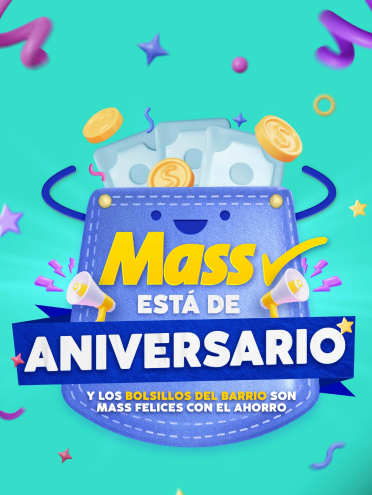 Mass
ESTÁ DE
ANIVERSARIO
Y LOS BOLSILLOS DEL BARRIO SON
MASS FELICES CON EL AHORRO